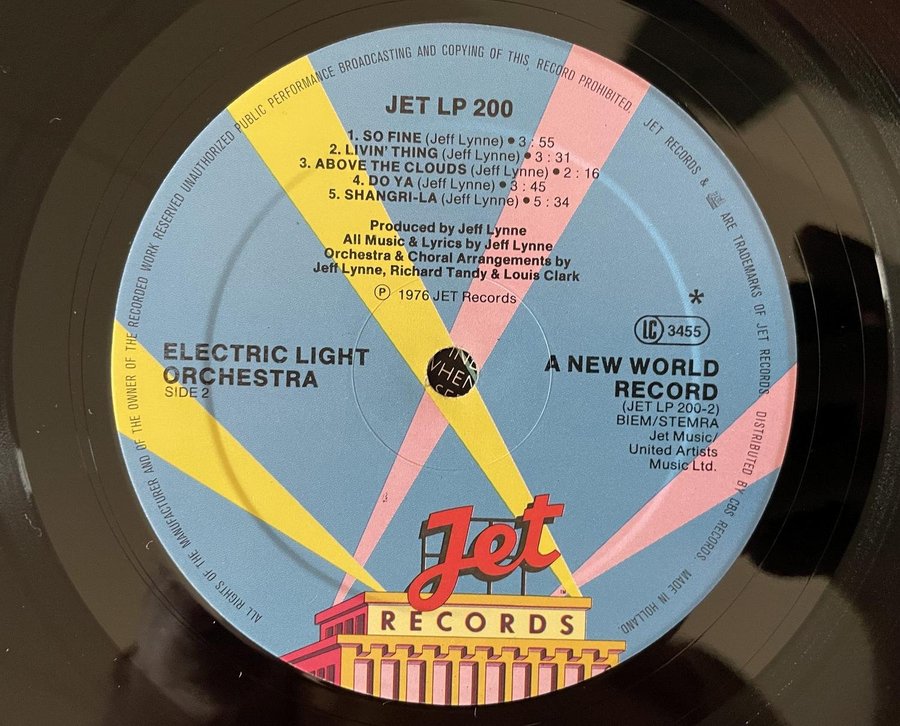 JET LP 200
1. SO FINE (Jeff Lynne) • 3 : 55
2. LIVIN' THING (Jeff Lynne) • 3 : 31
3. ABOVE THE CLOUDS (Jeff Lynne) • 2 : 16
4. DO YA (Jeff Lynne) • 3 : 45
5. SHANGRI-LA (Jeff Lynne) • 5 : 34
Produced by Jeff Lynne
All Music & Lyrics by Jeff Lynne
Orchestra & Choral Arrangements by
Jeff Lynne, Richard Tandy & Louis Clark
℗ 1976 JET Records
ELECTRIC LIGHT
ORCHESTRA
SIDE 2
*
LC 3455
A NEW WORLD
RECORD
(JET LP 200-2)
BIEM/STEMRA
Jet Music/
United Artists
Music Ltd.
Jet
RECORDS
ALL RIGHTS OF THE MANUFACTURER AND OF THE OWNER OF THE RECORDED WORK RESERVED UNAUTHORIZED PUBLIC PERFORMANCE BROADCASTING AND COPYING OF THIS, RECORD PROHIBITED. JET RECORDS & ARE TRADEMARKS OF JET RECORDS. DISTRIBUTED BY CBS RECORDS. MADE IN HOLLAND.